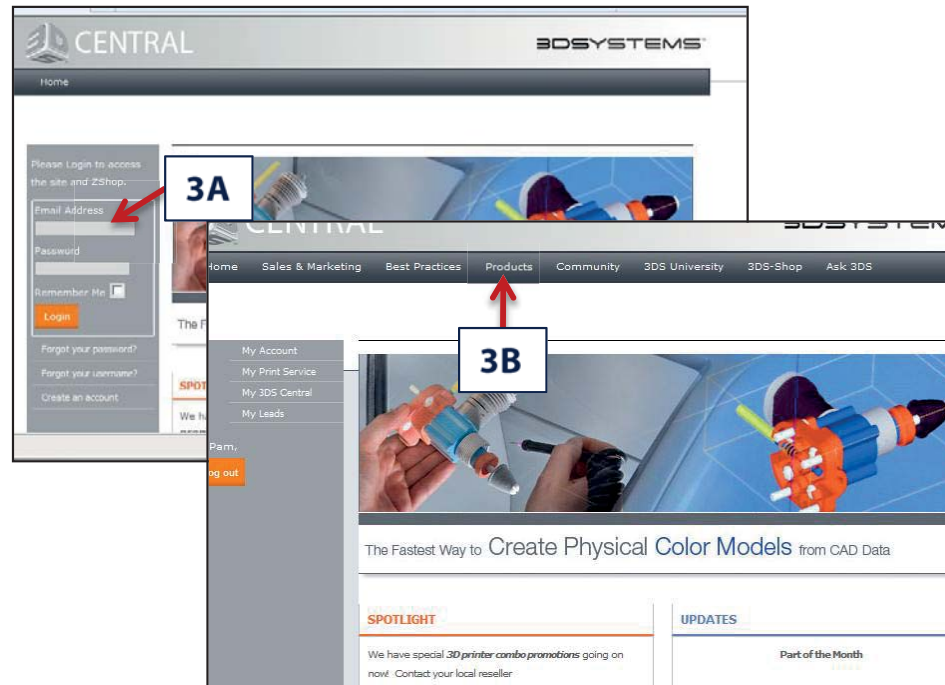 CENTRAL
3DSYSTEMS
Home
Please Login to access
the site and ZShop.
Email Address
Password
Remember Me
Login
Forgot your password?
Forgot your username?
Create an account
3A
The F
SPOT
We h
CENTRAL
3DSYSTEM
Home Sales & Marketing Best Practices Products Community 3DS University 3DS-Shop Ask 3DS
3B
My Account
My Print Service
My 3DS Central
My Leads
Pam,
og out
The Fastest Way to Create Physical Color Models from CAD Data
SPOTLIGHT
We have special 3D printer combo promotions going on
now! Contact your local reseller
UPDATES
Part of the Month